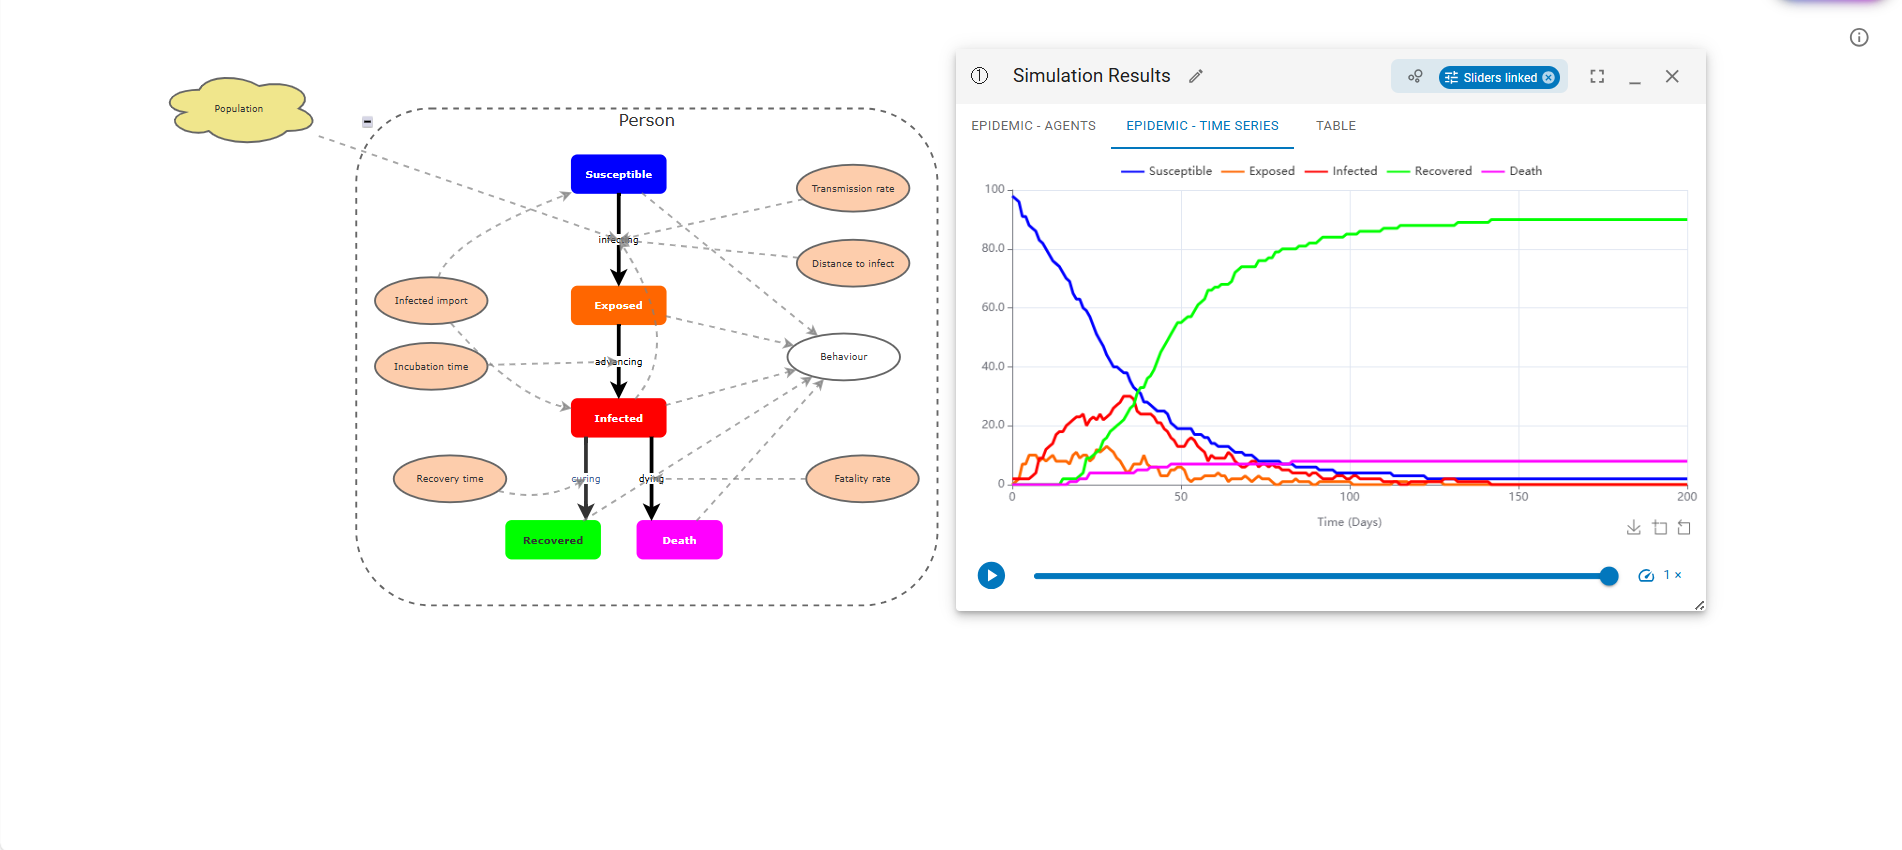 Population
Person
Susceptible
Transmission rate
infecting
Distance to infect
Infected import
Exposed
Behaviour
Incubation time
advancing
Infected
Recovery time
curing
dying
Fatality rate
Recovered
Death
1 Simulation Results
Sliders linked
EPIDEMIC - AGENTS
EPIDEMIC - TIME SERIES
TABLE
Susceptible Exposed Infected Recovered Death
100
80.0
60.0
40.0
20.0
0
0 50 100 150 200
Time (Days)
1 ×